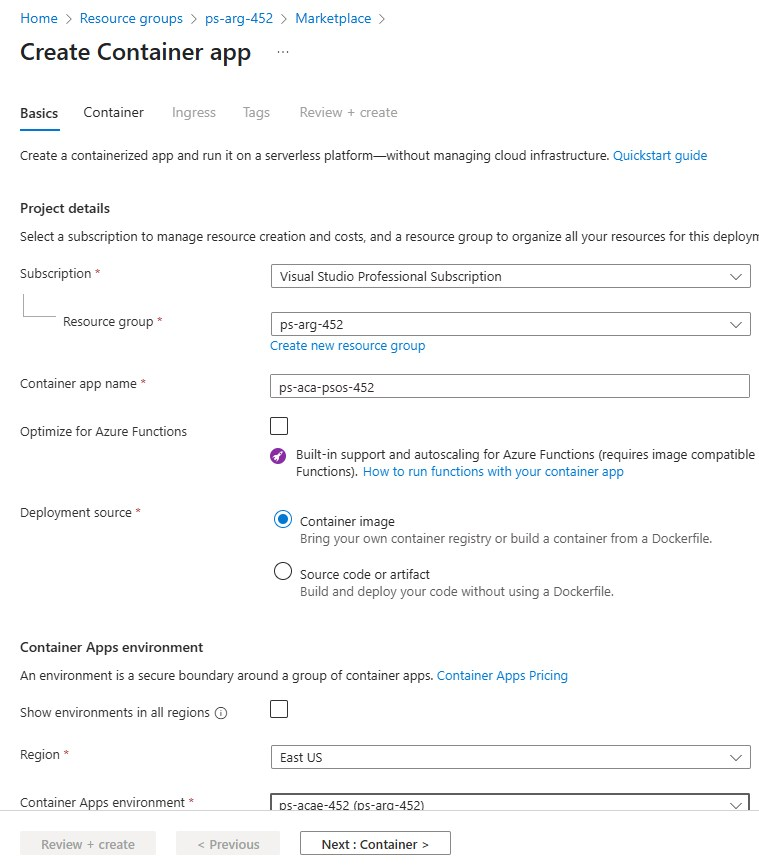 Home > Resource groups > ps-arg-452 > Marketplace >
Create Container app ...
Basics Container Ingress Tags Review + create
Create a containerized app and run it on a serverless platform—without managing cloud infrastructure. Quickstart guide
Project details
Select a subscription to manage resource creation and costs, and a resource group to organize all your resources for this deploym
Subscription * Visual Studio Professional Subscription
Resource group * ps-arg-452
Create new resource group
Container app name * ps-aca-psos-452
Optimize for Azure Functions
Built-in support and autoscaling for Azure Functions (requires image compatible
Functions). How to run functions with your container app
Deployment source * Container image
Bring your own container registry or build a container from a Dockerfile.
Source code or artifact
Build and deploy your code without using a Dockerfile.
Container Apps environment
An environment is a secure boundary around a group of container apps. Container Apps Pricing
Show environments in all regions
Region * East US
Container Apps environment * ps-acae-452 (ps-arg-452)
Review + create < Previous Next : Container >